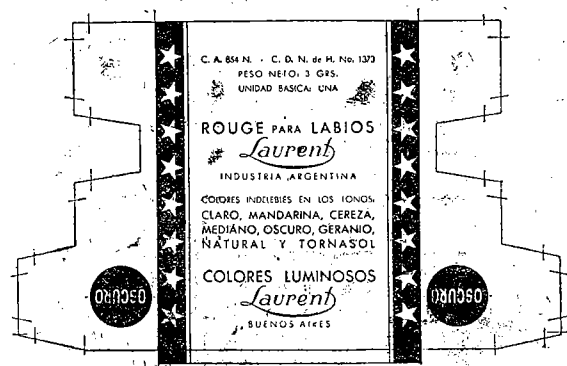 C. A. 854 N. - C. D. N. de H. No. 1373
PESO NETO: 3 GRS.
UNIDAD BASICA: UNA
ROUGE PARA LABIOS
Laurent
INDUSTRIA ARGENTINA
COLORES INDELEBLES EN LOS TONOS:
CLARO, MANDARINA, CEREZA,
MEDIANO, OSCURO, GERANIO,
NATURAL Y TORNASOL
COLORES LUMINOSOS
Laurent
BUENOS AIRES
OSCURO
OSCURO